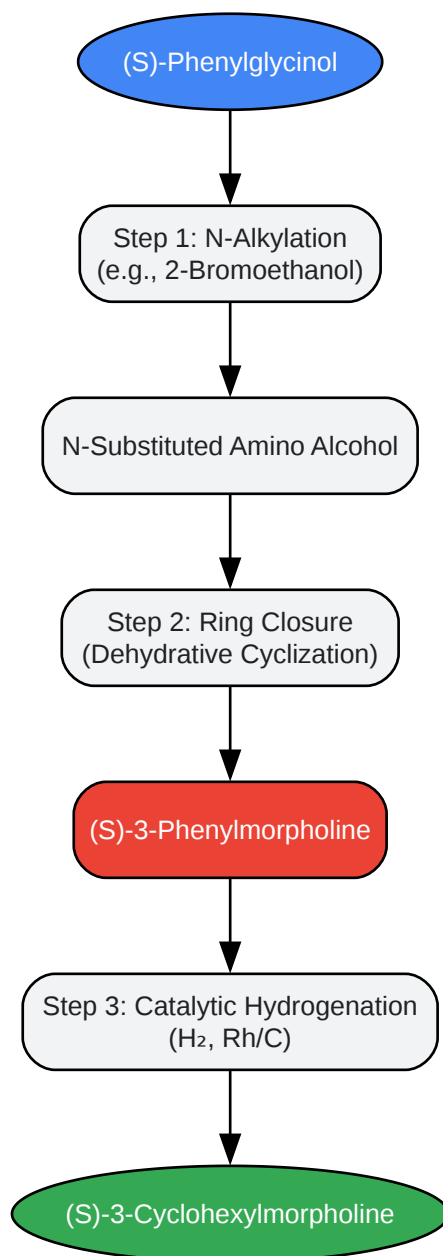 (S)-Phenylglycinol
Step 1: N-Alkylation
(e.g., 2-Bromoethanol)
N-Substituted Amino Alcohol
Step 2: Ring Closure
(Dehydrative Cyclization)
(S)-3-Phenylmorpholine
Step 3: Catalytic Hydrogenation
(H₂, Rh/C)
(S)-3-Cyclohexylmorpholine